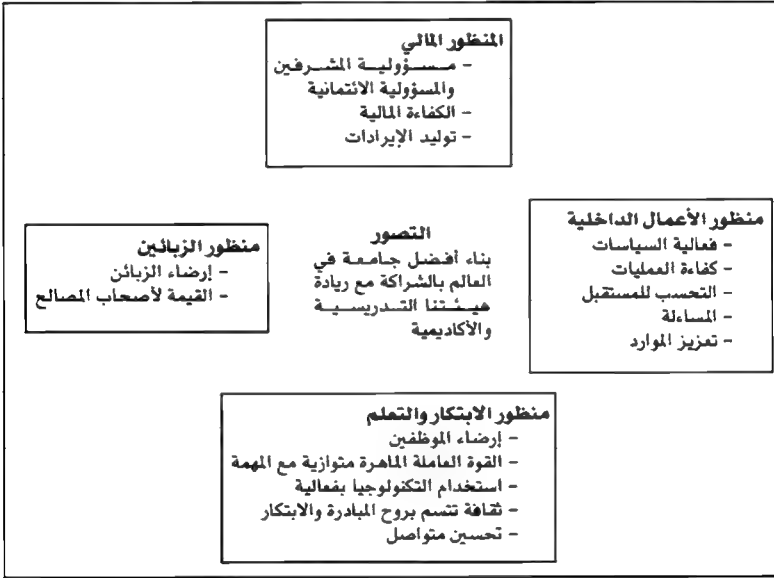 المنظور المالي
- مسؤولية المشرفين
والمسؤولية الائتمانية
- الكفاءة المالية
- توليد الإيرادات
منظور الأعمال الداخلية
- فعالية السياسات
- كفاءة العمليات
- التحسب للمستقبل
- المساءلة
- تعزيز الموارد
التصور
بناء أفضل جامعة في
العالم بالشراكة مع ريادة
هيئتنا التدريسية
والأكاديمية
منظور الزبائين
- إرضاء الزبائن
- القيمة لأصحاب المصالح
منظور الابتكار والتعلم
- إرضاء الموظفين
- القوة العاملة الماهرة متوازية مع المهمة
- استخدام التكنولوجيا بفعالية
- ثقافة تتسم بروح المبادرة والابتكار
- تحسين متواصل